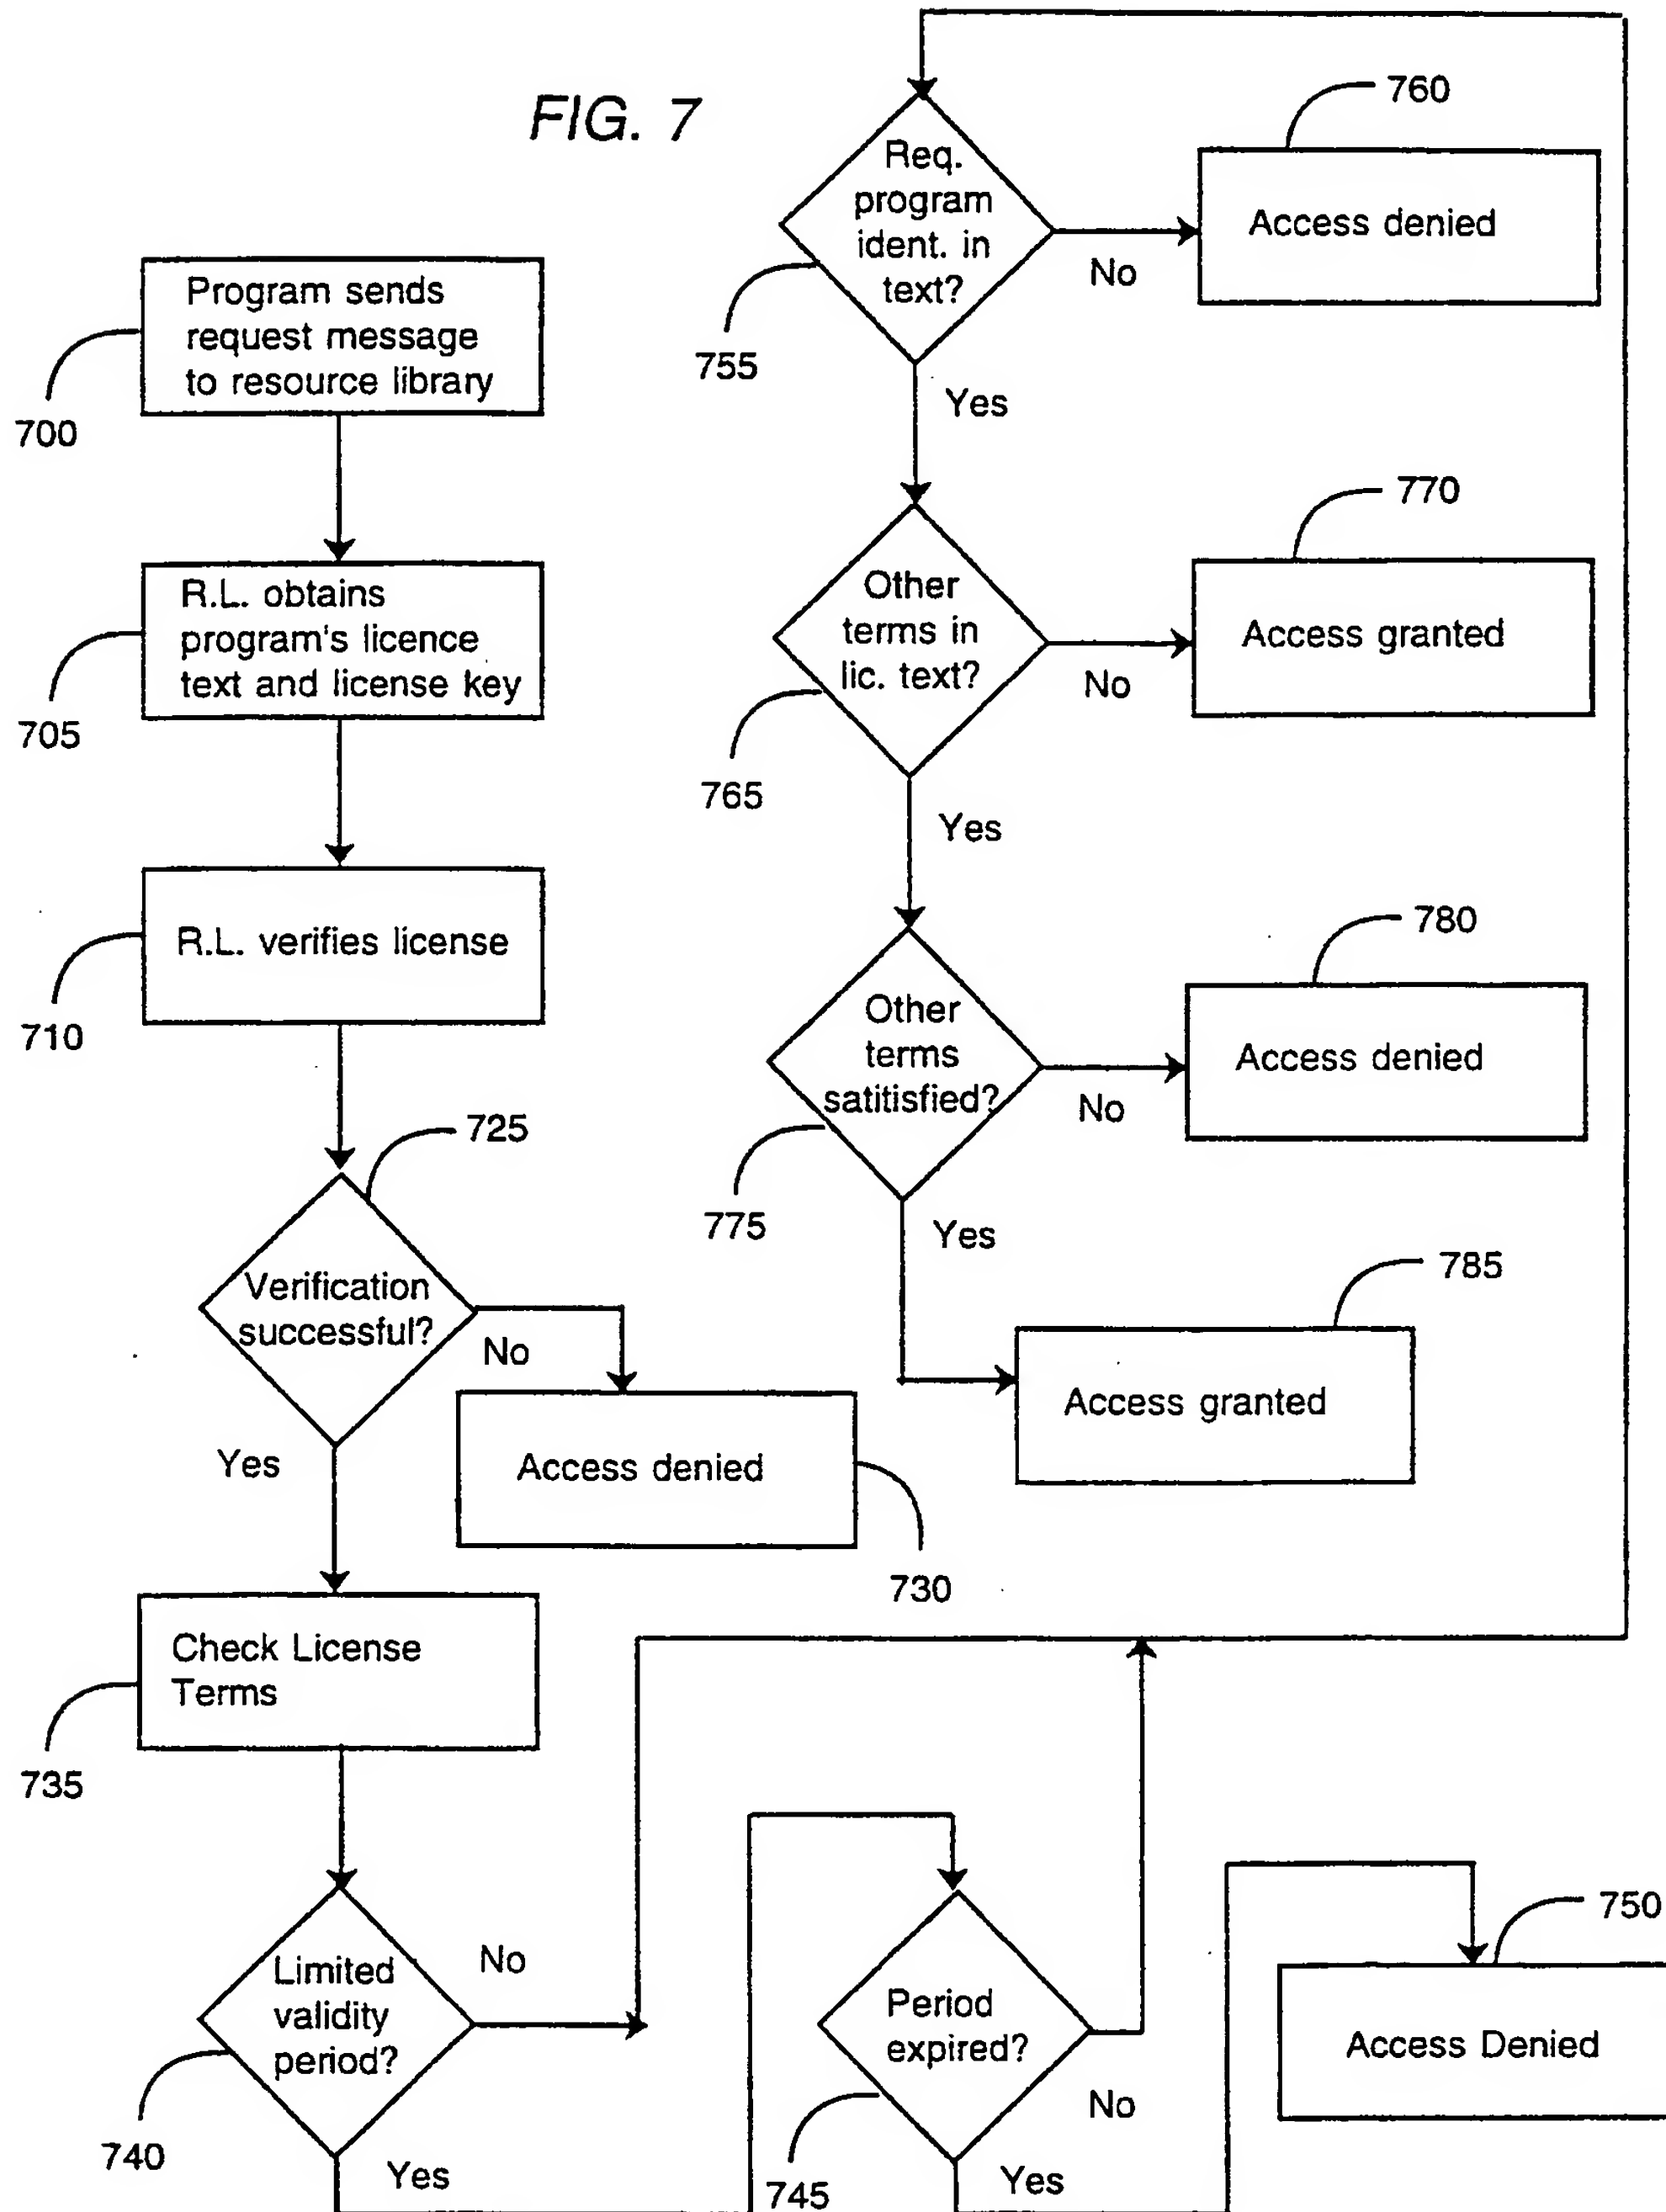 FIG. 7
Program sends
request message
to resource library
700
R.L. obtains
program's licence
text and license key
705
R.L. verifies license
710
725
Verification
successful?
No
Yes
Access denied
730
Check License
Terms
735
Limited
validity
period?
No
740
Yes
Period
expired?
No
745
Yes
750
Access Denied
Req.
program
ident. in
text?
755
No
760
Access denied
Yes
Other
terms in
lic. text?
765
No
770
Access granted
Yes
Other
terms
satitisfied?
775
No
780
Access denied
Yes
785
Access granted